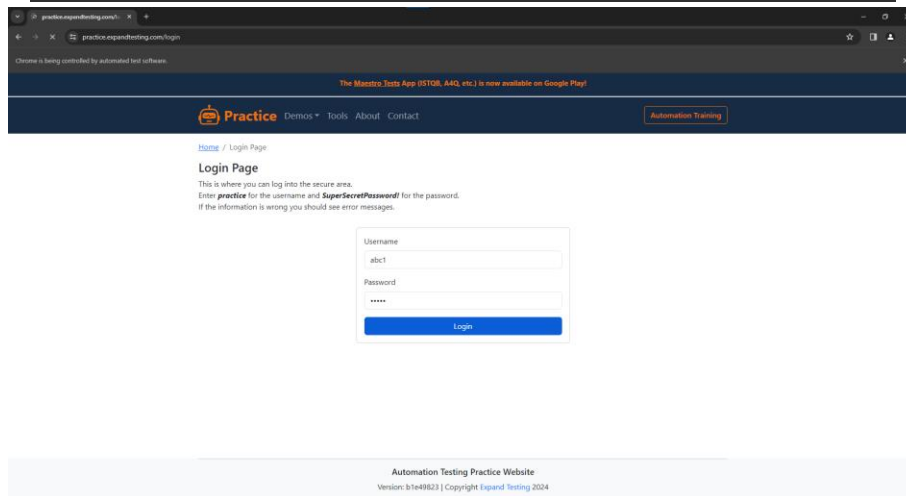 practice.expandtesting.com/l
practice.expandtesting.com/login
Chrome is being controlled by automated test software.
The Maestro Tests App (ISTQB, A4Q, etc.) is now available on Google Play!
Practice Demos Tools About Contact Automation Training
Home / Login Page
Login Page
This is where you can log into the secure area.
Enter practice for the username and SuperSecretPassword! for the password.
If the information is wrong you should see error messages.
Username
abc1
Password
•••••
Login
Automation Testing Practice Website
Version: b1e49823 | Copyright Expand Testing 2024